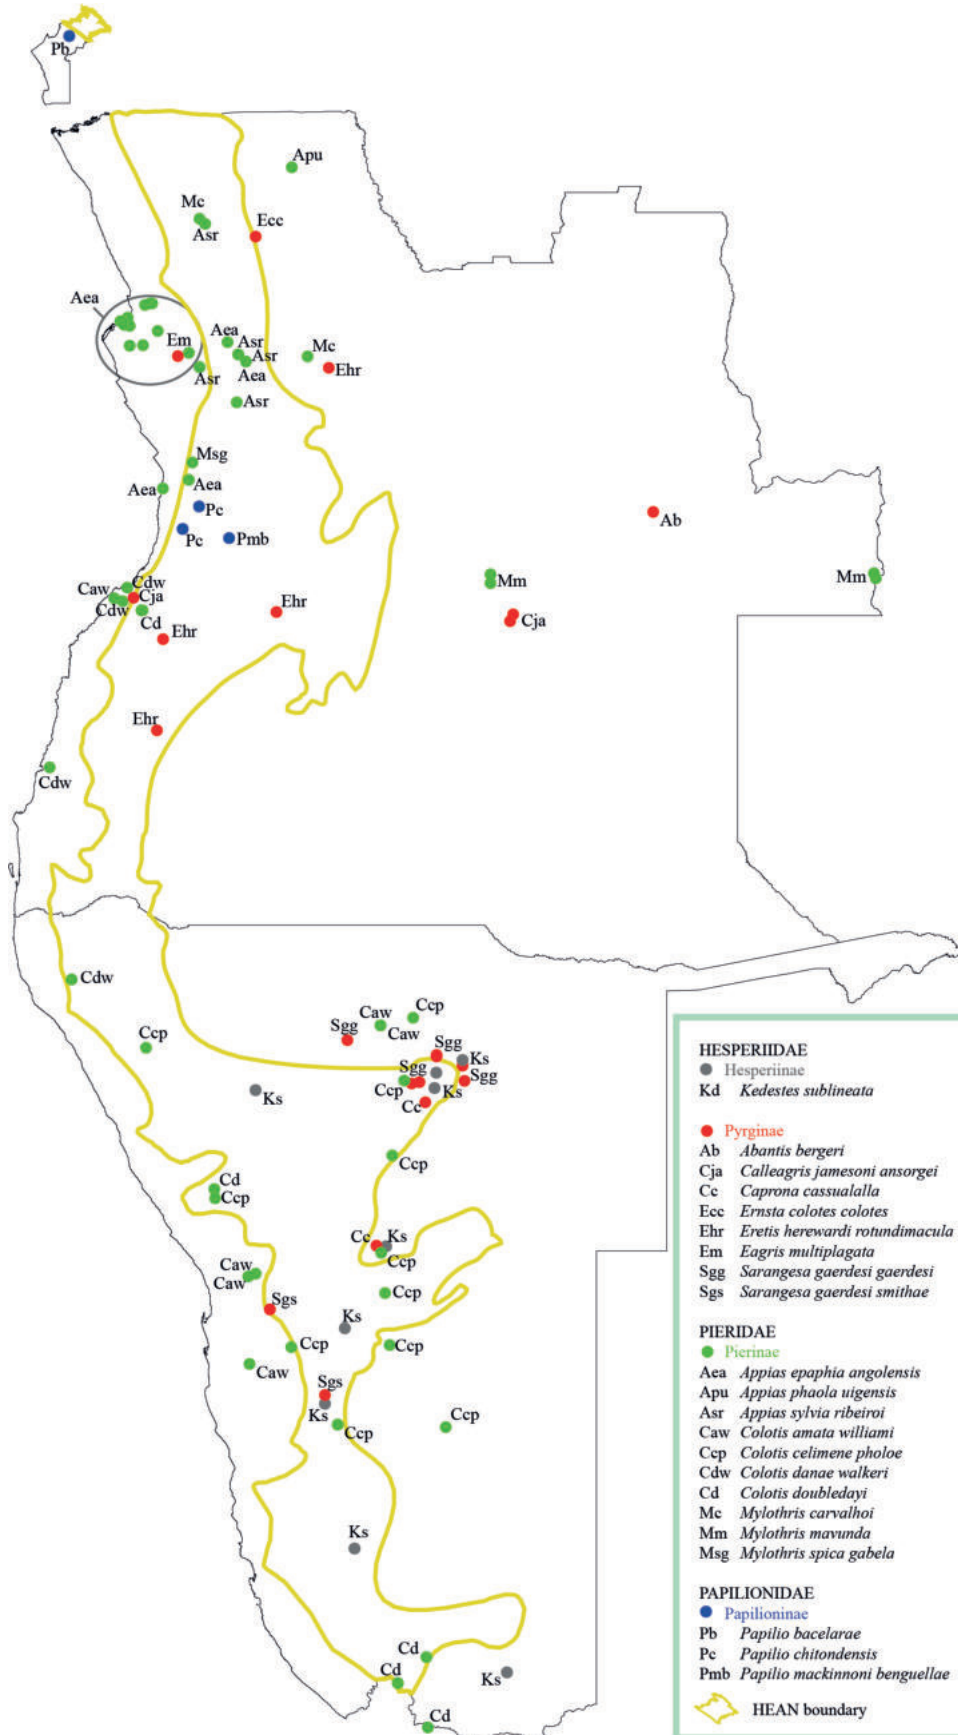 Pb
Apu
Mc
Asr
Ecc
Aea
Em
Aea
Asr
Asr
Aea
Mc
Ehr
Asr
Asr
Msg
Aea
Aea
Pc
Pc
Pmb
Ab
Mm
Mm
Cdw
Caw
Cja
Cdw
Cd
Ehr
Ehr
Cja
Ehr
Cdw
Cdw
Ccp
Caw
Ccp
Caw
Sgg
Sgg
Ks
Sgg
Sgg
Ccp
Ks
Cc
Ks
Ccp
Cd
Ccp
Cc
Ks
Ccp
Caw
Caw
Sgs
Ccp
Ks
Ccp
Ccp
Caw
Sgs
Ks
Ccp
Ccp
Ks
Cd
Cd
Ks
Cd
HESPERIIDAE
Hesperiinae
Kd Kedestes sublineata
Pyrginae
Ab Abantis bergeri
Cja Calleagris jamesoni ansorgei
Cc Caprona cassualalla
Ecc Ernsta colotes colotes
Ehr Eretis herewardi rotundimacula
Em Eagris multiplagata
Sgg Sarangesa gaerdesi gaerdesi
Sgs Sarangesa gaerdesi smithae
PIERIDAE
Pierinae
Aea Appias epaphia angolensis
Apu Appias phaola uigensis
Asr Appias sylvia ribeiroi
Caw Colotis amata williami
Ccp Colotis celimene pholoe
Cdw Colotis danae walkeri
Cd Colotis doubledayi
Mc Mylothris carvalhoi
Mm Mylothris mavunda
Msg Mylothris spica gabela
PAPILIONIDAE
Papilioninae
Pb Papilio bacelarae
Pc Papilio chitondensis
Pmb Papilio mackinnoni benguellae
HEAN boundary